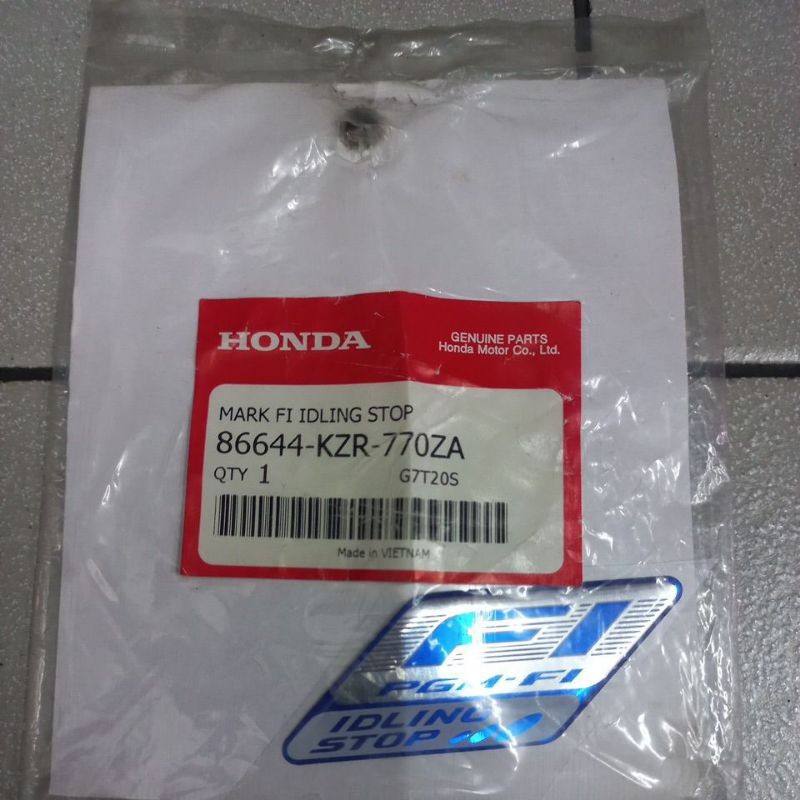 HONDA
GENUINE PARTS
Honda Motor Co., Ltd.
MARK FI IDLING STOP
86644-KZR-770ZA
QTY 1 G7T20S
Made in VIETNAM
FI
PGM-FI
IDLING
STOP